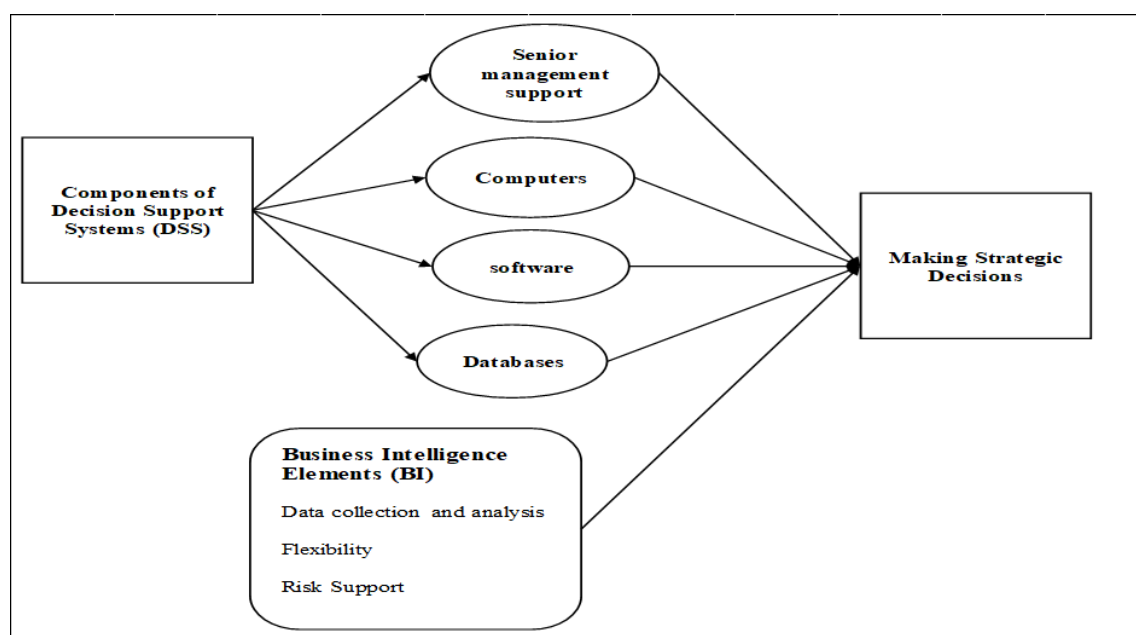 Senior
management
support
Components of
Decision Support
Systems (DSS)
Computers
software
Databases
Making Strategic
Decisions
Business Intelligence
Elements (BI)
Data collection and analysis
Flexibility
Risk Support